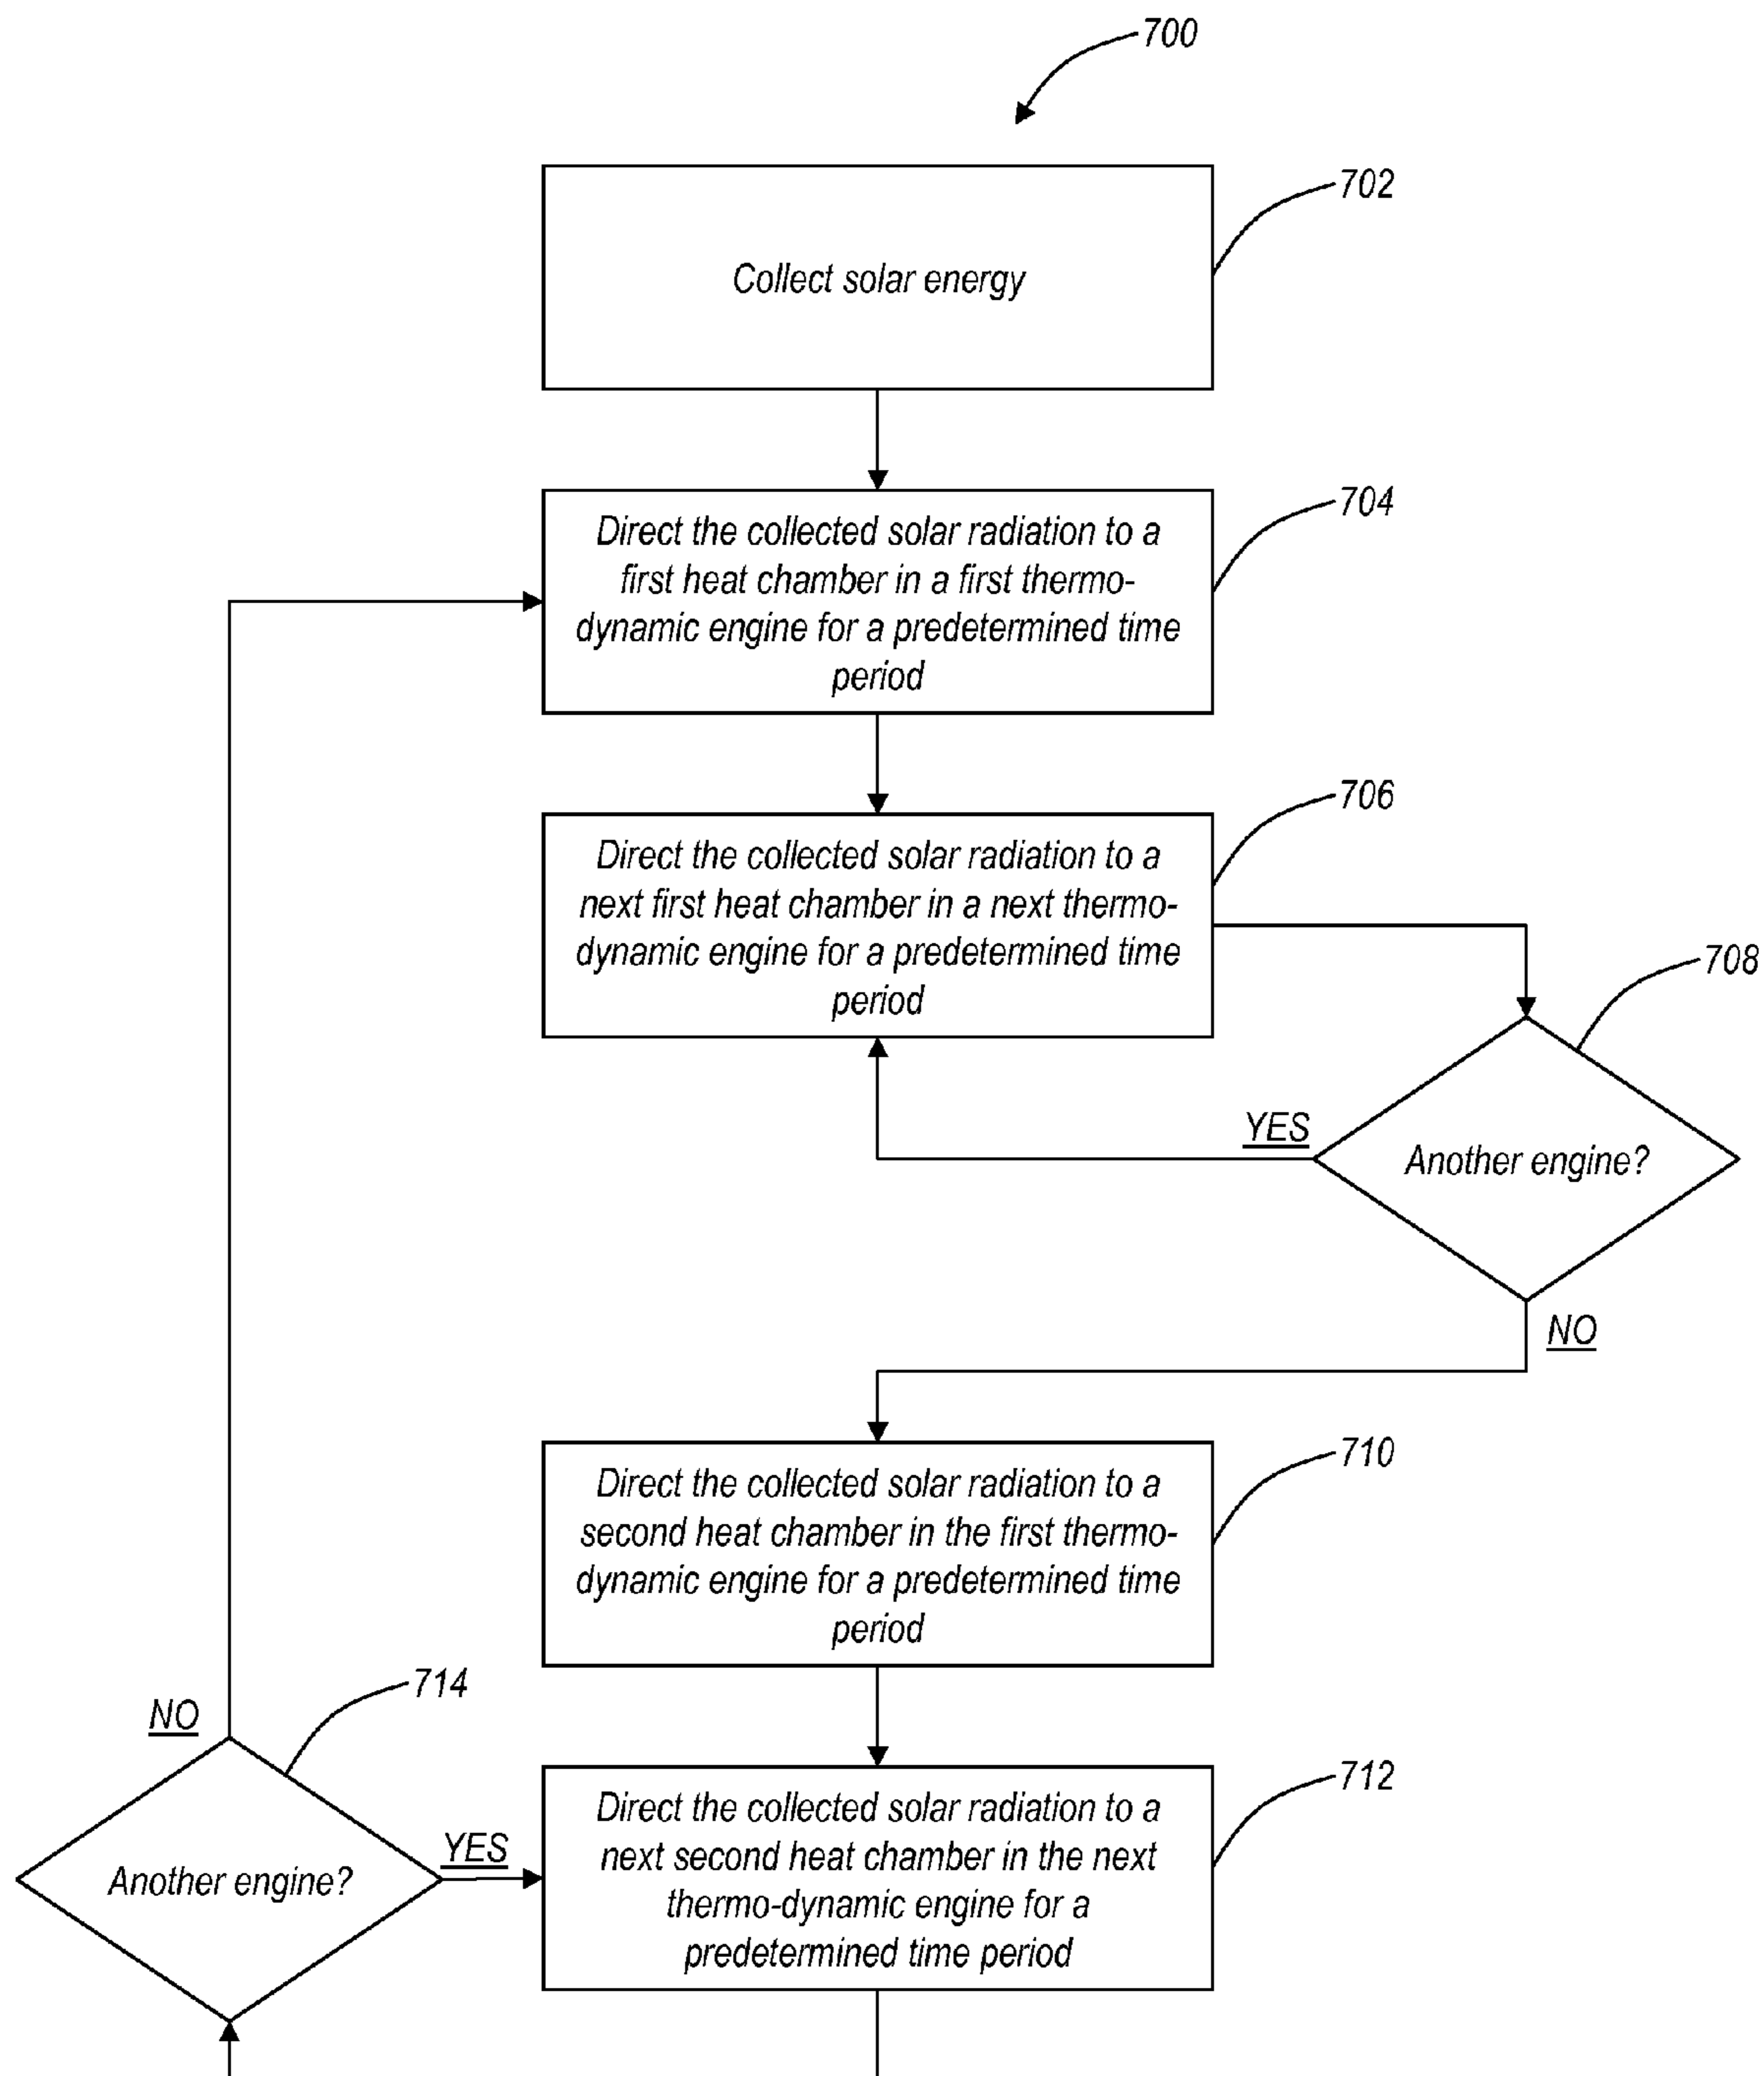 700
702
Collect solar energy
704
Direct the collected solar radiation to a
first heat chamber in a first thermo-
dynamic engine for a predetermined time
period
706
Direct the collected solar radiation to a
next first heat chamber in a next thermo-
dynamic engine for a predetermined time
period
708
YES
Another engine?
NO
710
Direct the collected solar radiation to a
second heat chamber in the first thermo-
dynamic engine for a predetermined time
period
714
NO
712
Direct the collected solar radiation to a
next second heat chamber in the next
thermo-dynamic engine for a
predetermined time period
YES
Another engine?